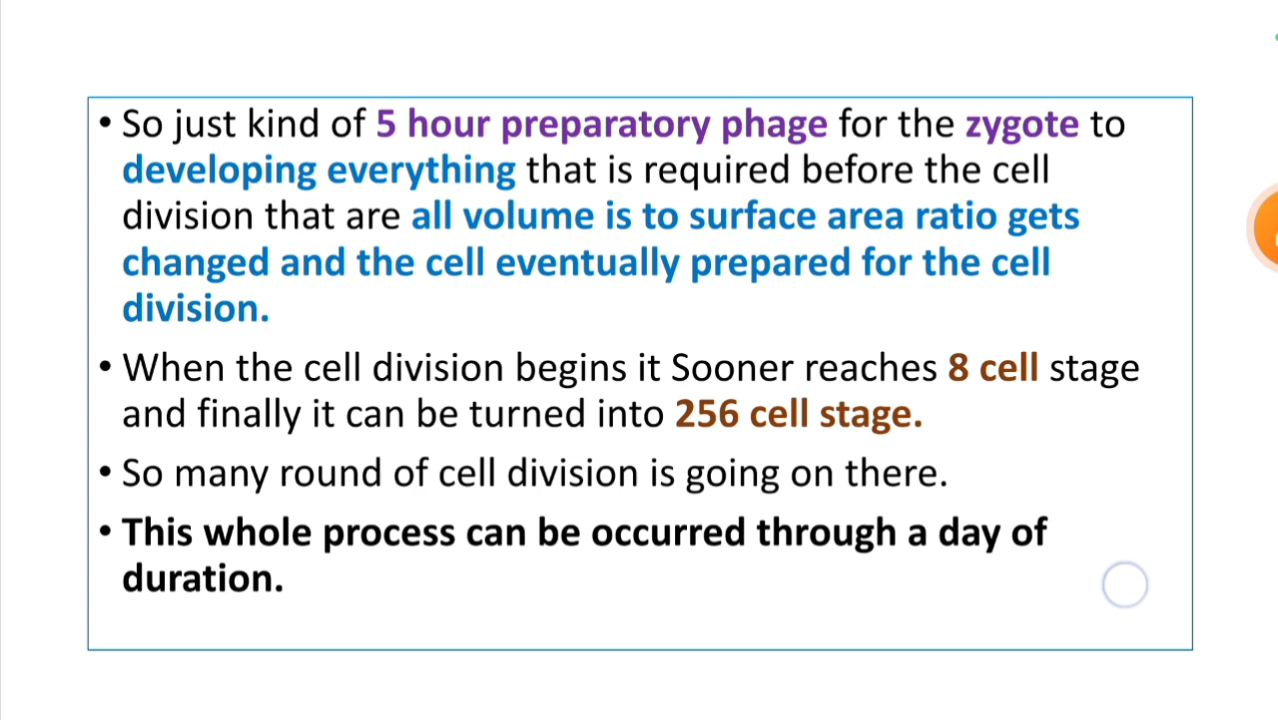 • So just kind of 5 hour preparatory phage for the zygote to
developing everything that is required before the cell
division that are all volume is to surface area ratio gets
changed and the cell eventually prepared for the cell
division.
• When the cell division begins it Sooner reaches 8 cell stage
and finally it can be turned into 256 cell stage.
• So many round of cell division is going on there.
• This whole process can be occurred through a day of
duration.